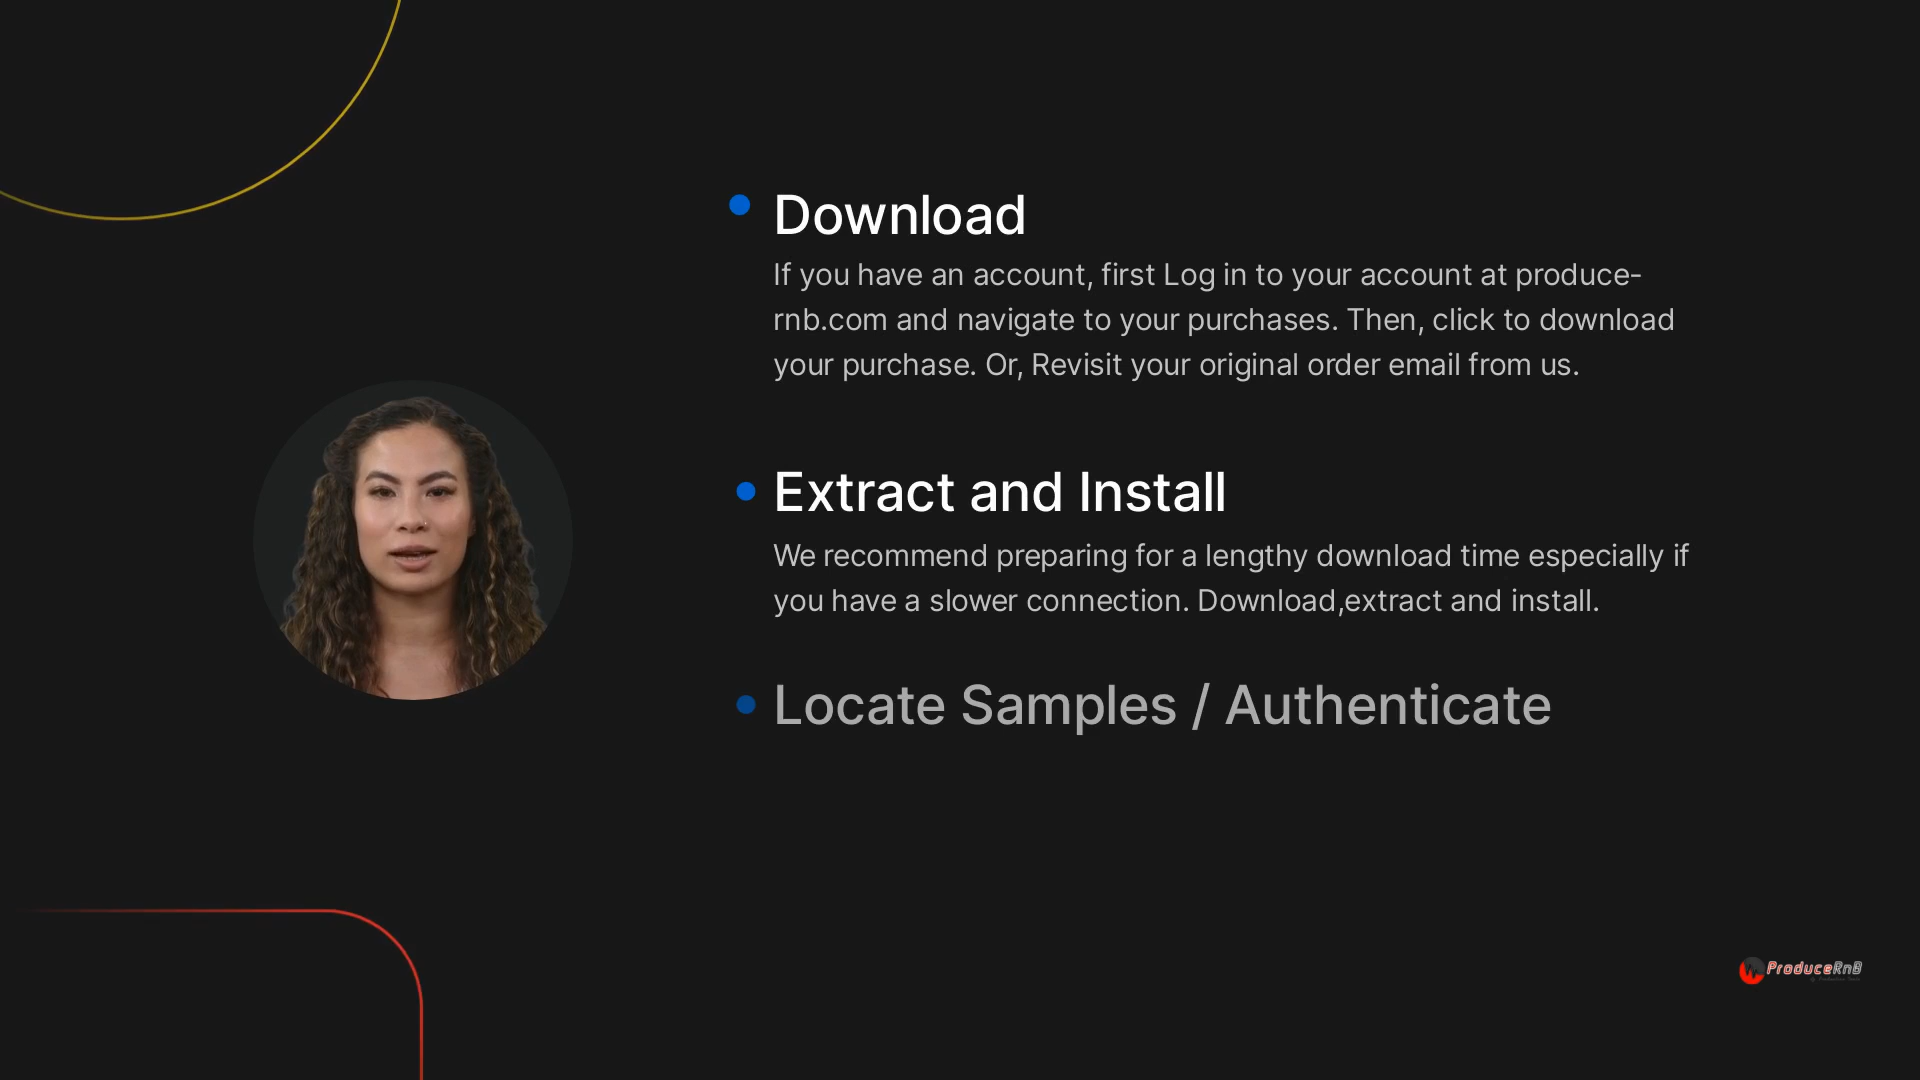 Download
If you have an account, first Log in to your account at produce-
rnb.com and navigate to your purchases. Then, click to download
your purchase. Or, Revisit your original order email from us.
Extract and Install
We recommend preparing for a lengthy download time especially if
you have a slower connection. Download,extract and install.
Locate Samples / Authenticate
ProduceRnB